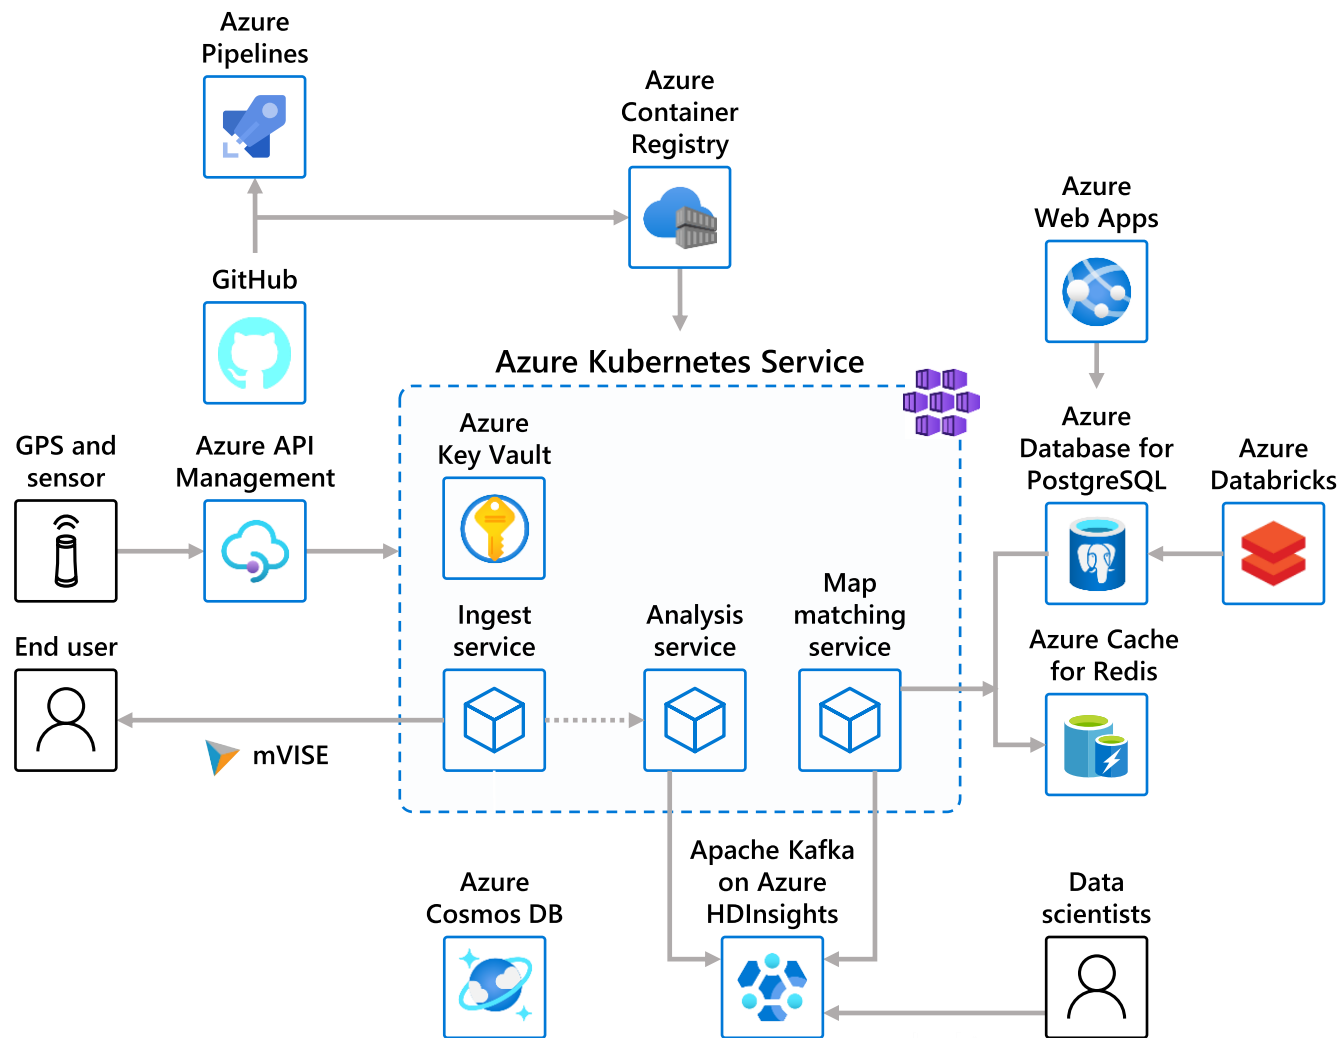 Azure
Pipelines
Azure
Container
Registry
Azure
Web Apps
GitHub
Azure Kubernetes Service
GPS and
sensor
Azure API
Management
Azure
Key Vault
Azure
Database for
PostgreSQL
Azure
Databricks
End user
Ingest
service
Analysis
service
Map
matching
service
Azure Cache
for Redis
mVISE
Azure
Cosmos DB
Apache Kafka
on Azure
HDInsights
Data
scientists